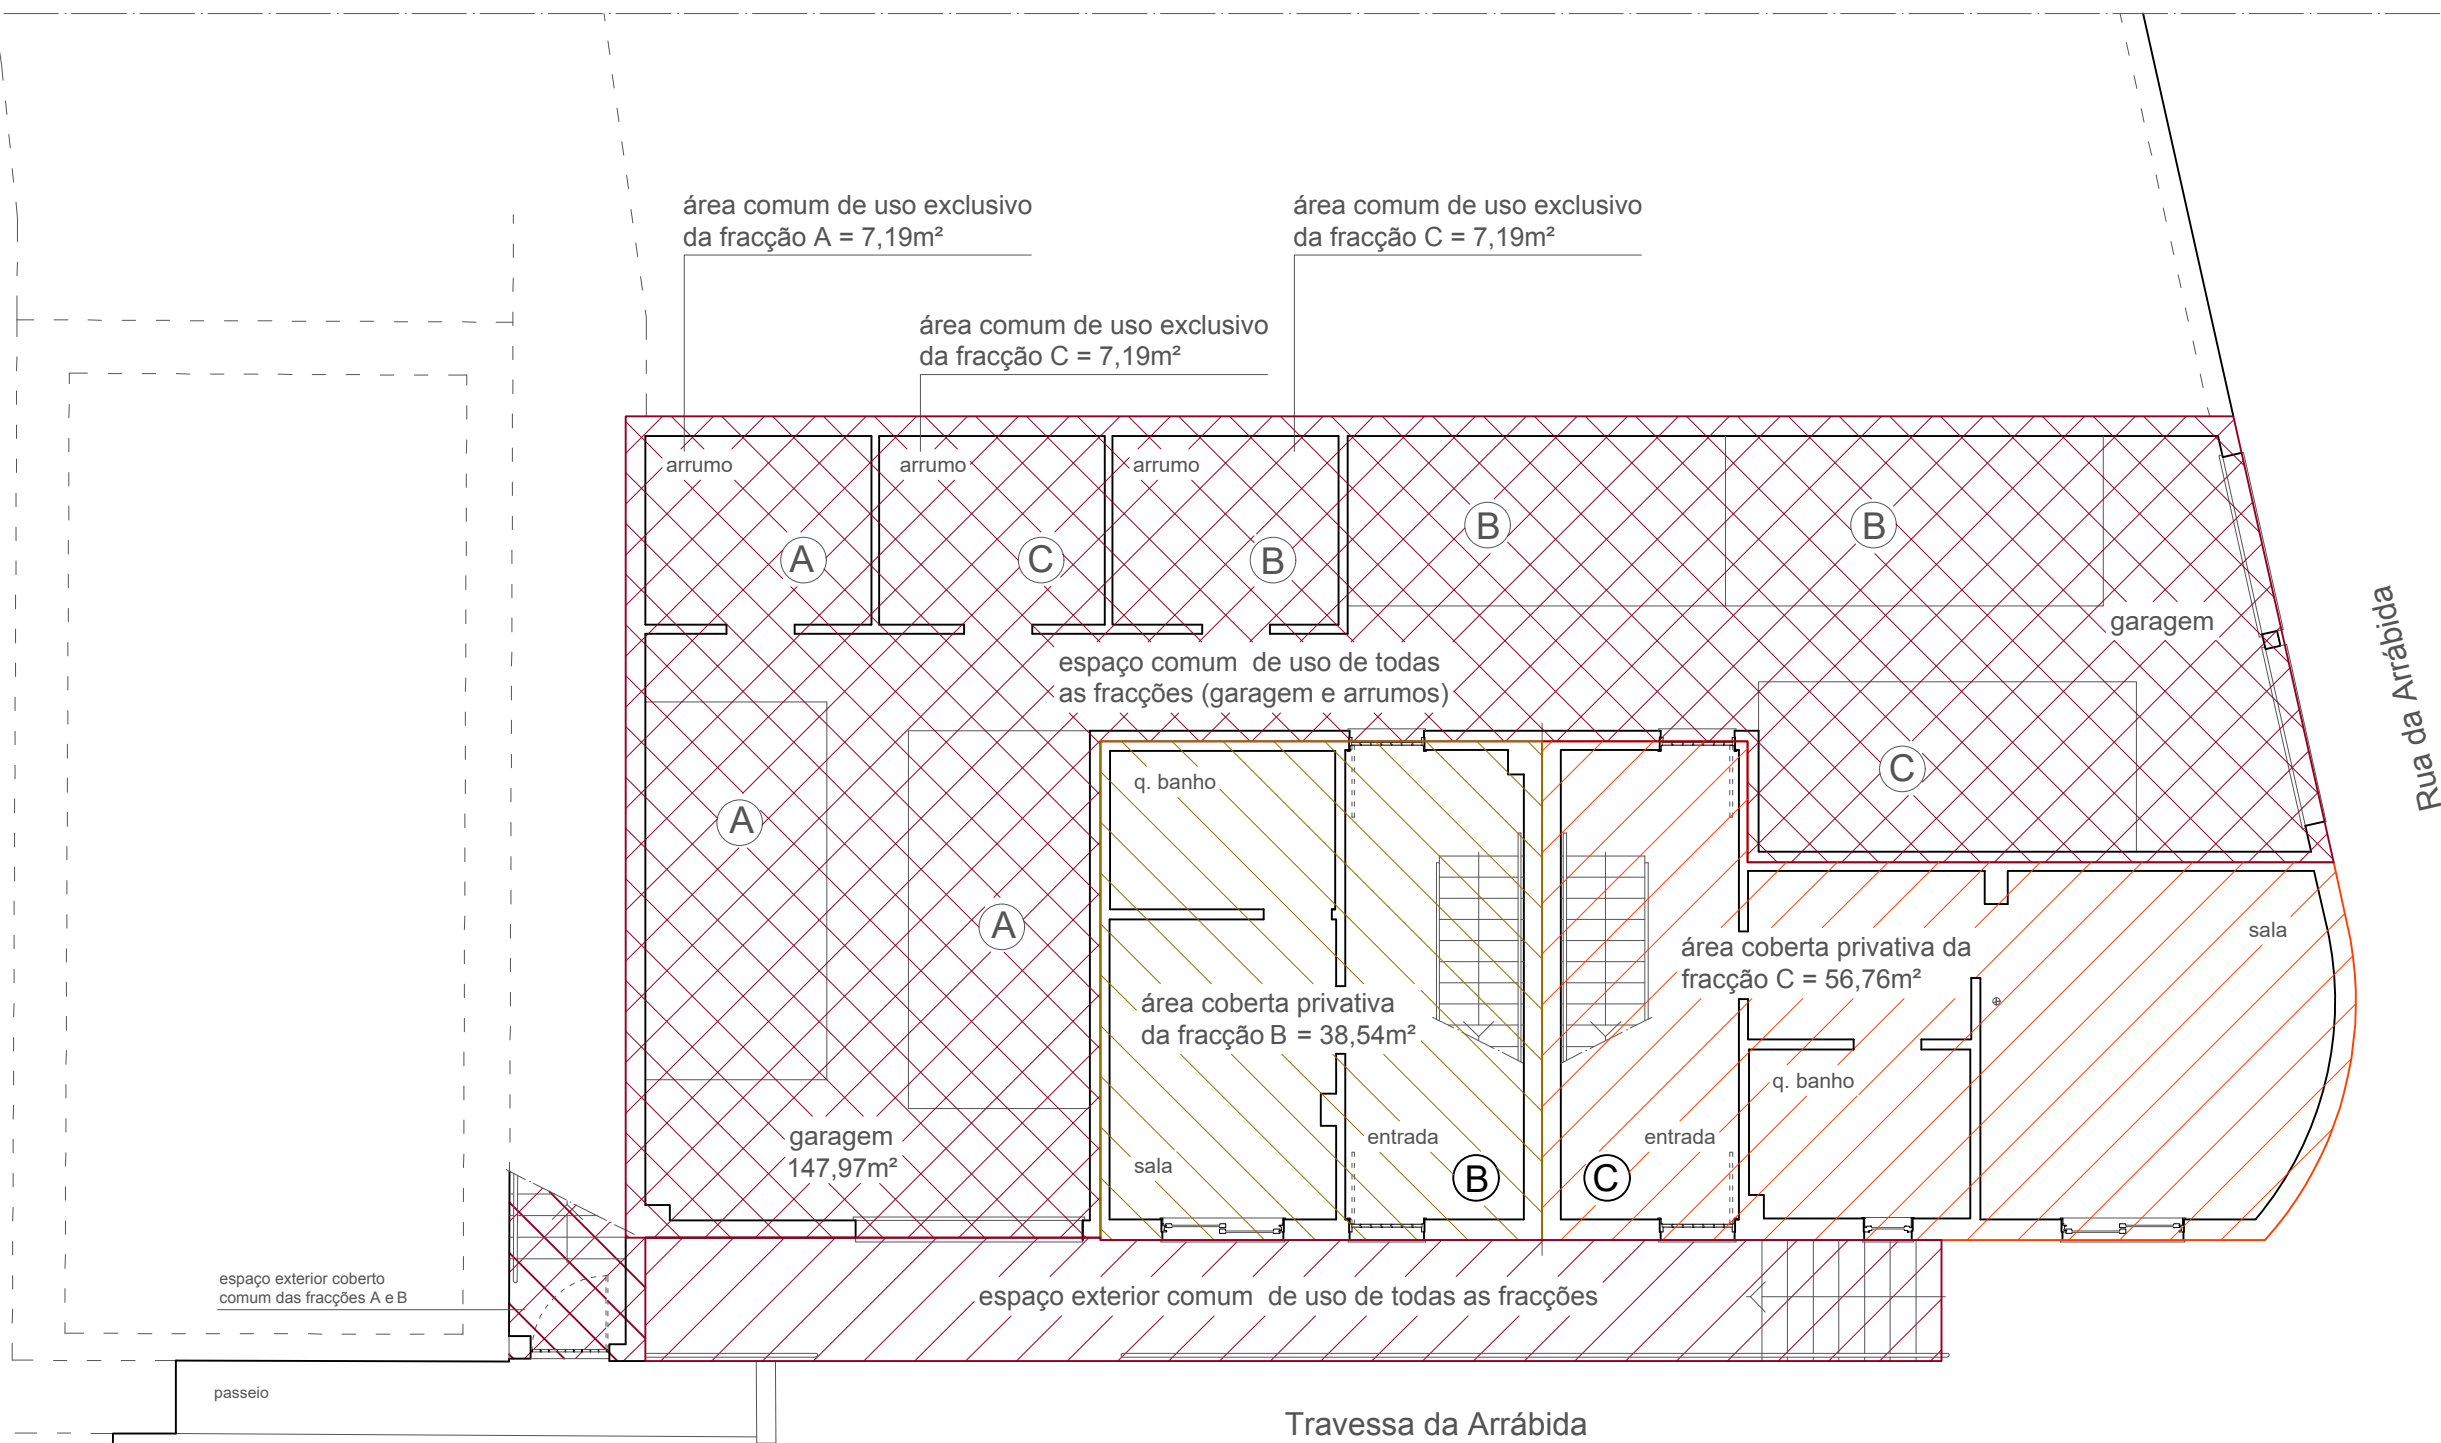 área comum de uso exclusivo
da fracção A = 7,19m²
área comum de uso exclusivo
da fracção C = 7,19m²
área comum de uso exclusivo
da fracção C = 7,19m²
arrumo
arrumo
arrumo
A
C
B
B
B
garagem
espaço comum de uso de todas
as fracções (garagem e arrumos)
Rua da Arrábida
A
A
C
q. banho
sala
área coberta privativa da
fracção C = 56,76m²
área coberta privativa
da fracção B = 38,54m²
q. banho
garagem
147,97m²
sala
entrada
B
C
entrada
espaço exterior coberto
comum das fracções A e B
espaço exterior comum de uso de todas as fracções
passeio
Travessa da Arrábida